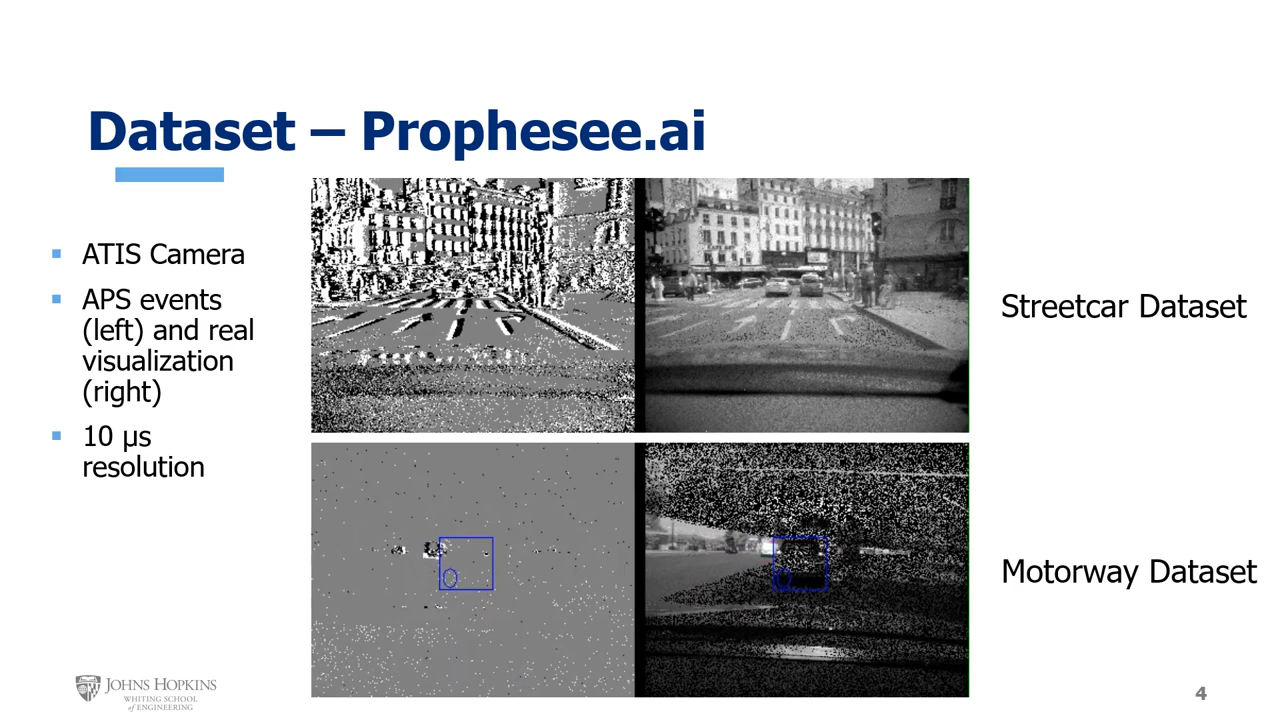 Dataset – Prophesee.ai
ATIS Camera
APS events
(left) and real
visualization
(right)
10 μs
resolution
Streetcar Dataset
Motorway Dataset
JOHNS HOPKINS
WHITING SCHOOL
of ENGINEERING
4